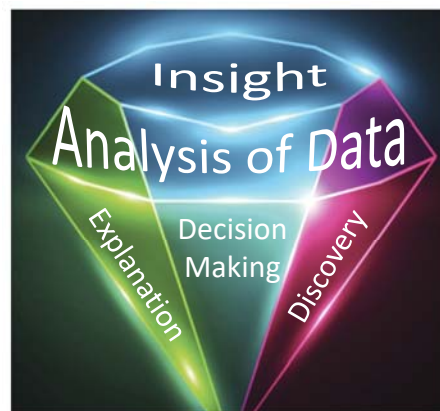 Insight
Analysis of Data
Explanation
Decision
Making
Discovery